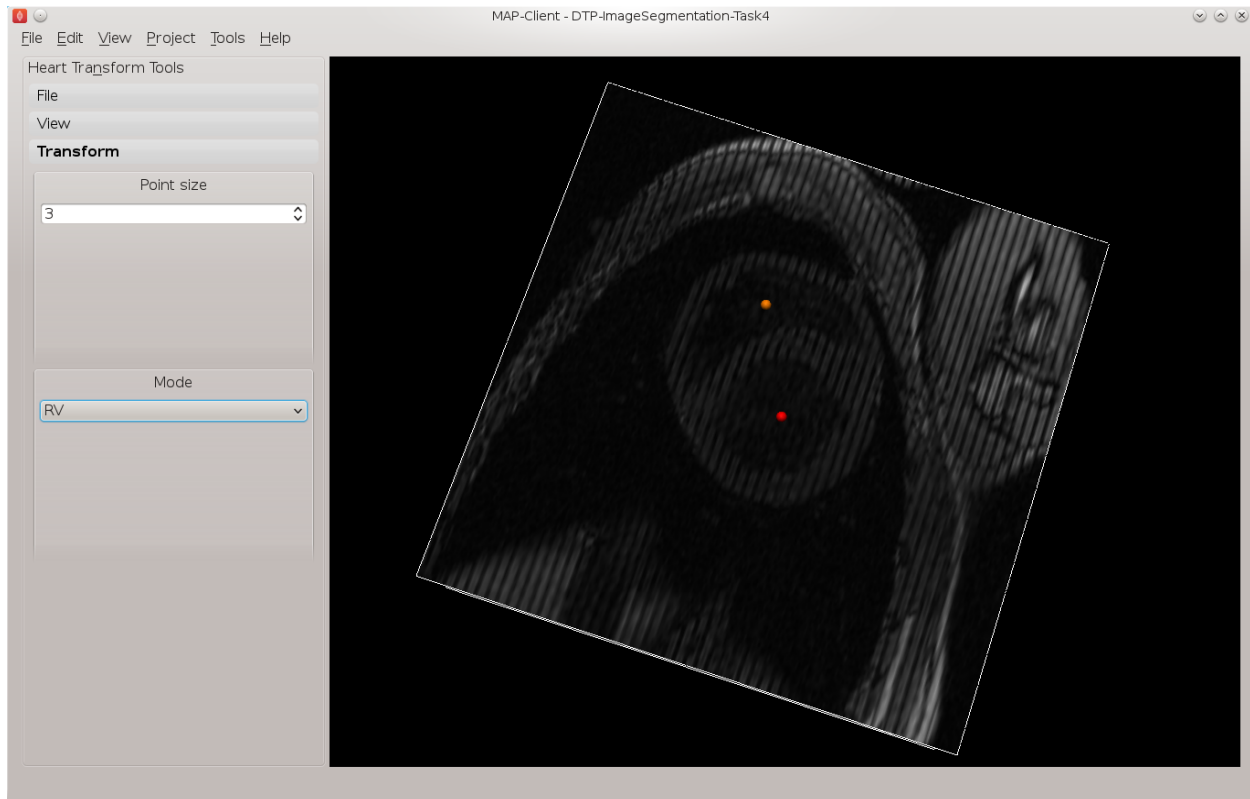 MAP-Client - DTP-ImageSegmentation-Task4
File Edit View Project Tools Help
Heart Transform Tools
File
View
Transform
Point size
3
Mode
RV